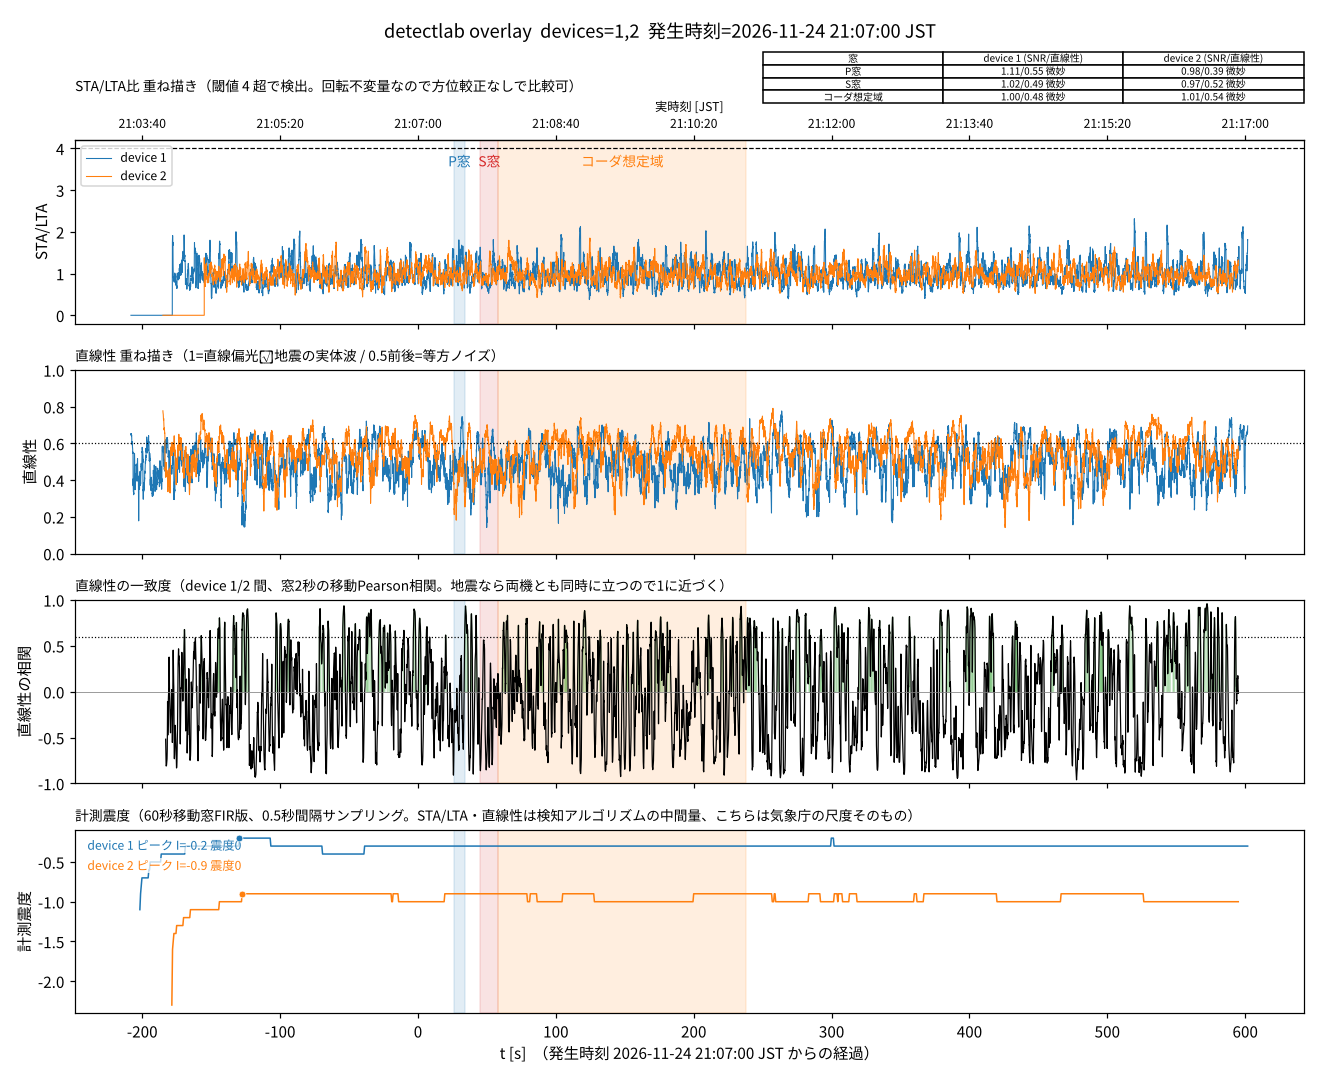 detectlab overlay  devices=1,2  発生時刻=2026-11-24 21:07:00 JST
窓 device 1 (SNR/直線性) device 2 (SNR/直線性)
P窓 1.11/0.55 微妙 0.98/0.39 微妙
S窓 1.02/0.49 微妙 0.97/0.52 微妙
コーダ想定域 1.00/0.48 微妙 1.01/0.54 微妙
STA/LTA比 重ね描き（閾値 4 超で検出。回転不変量なので方位較正なしで比較可）
実時刻 [JST]
21:03:40 21:05:20 21:07:00 21:08:40 21:10:20 21:12:00 21:13:40 21:15:20 21:17:00
device 1
device 2
P窓 S窓 コーダ想定域
STA/LTA
4
3
2
1
0
直線性 重ね描き（1=直線偏光 地震の実体波 / 0.5前後=等方ノイズ）
直線性
1.0
0.8
0.6
0.4
0.2
0.0
直線性の一致度（device 1/2 間、窓2秒の移動Pearson相関。地震なら両機とも同時に立つので1に近づく）
直線性の相関
1.0
0.5
0.0
-0.5
-1.0
計測震度（60秒移動窓FIR版、0.5秒間隔サンプリング。STA/LTA・直線性は検知アルゴリズムの中間量、こちらは気象庁の尺度そのもの）
device 1 ピーク I=-0.2 震度0
device 2 ピーク I=-0.9 震度0
計測震度
-0.5
-1.0
-1.5
-2.0
-200 -100 0 100 200 300 400 500 600
t [s]　（発生時刻 2026-11-24 21:07:00 JST からの経過）